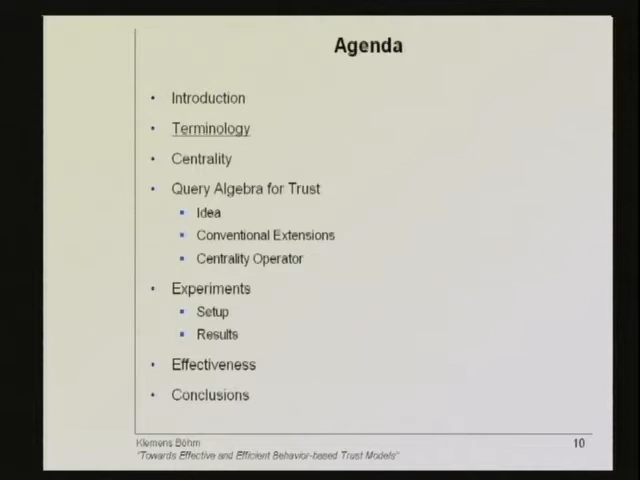 Agenda
• Introduction
• Terminology
• Centrality
• Query Algebra for Trust
▪ Idea
▪ Conventional Extensions
▪ Centrality Operator
• Experiments
▪ Setup
▪ Results
• Effectiveness
• Conclusions
Klemens Böhm
"Towards Effective and Efficient Behavior-based Trust Models"
10